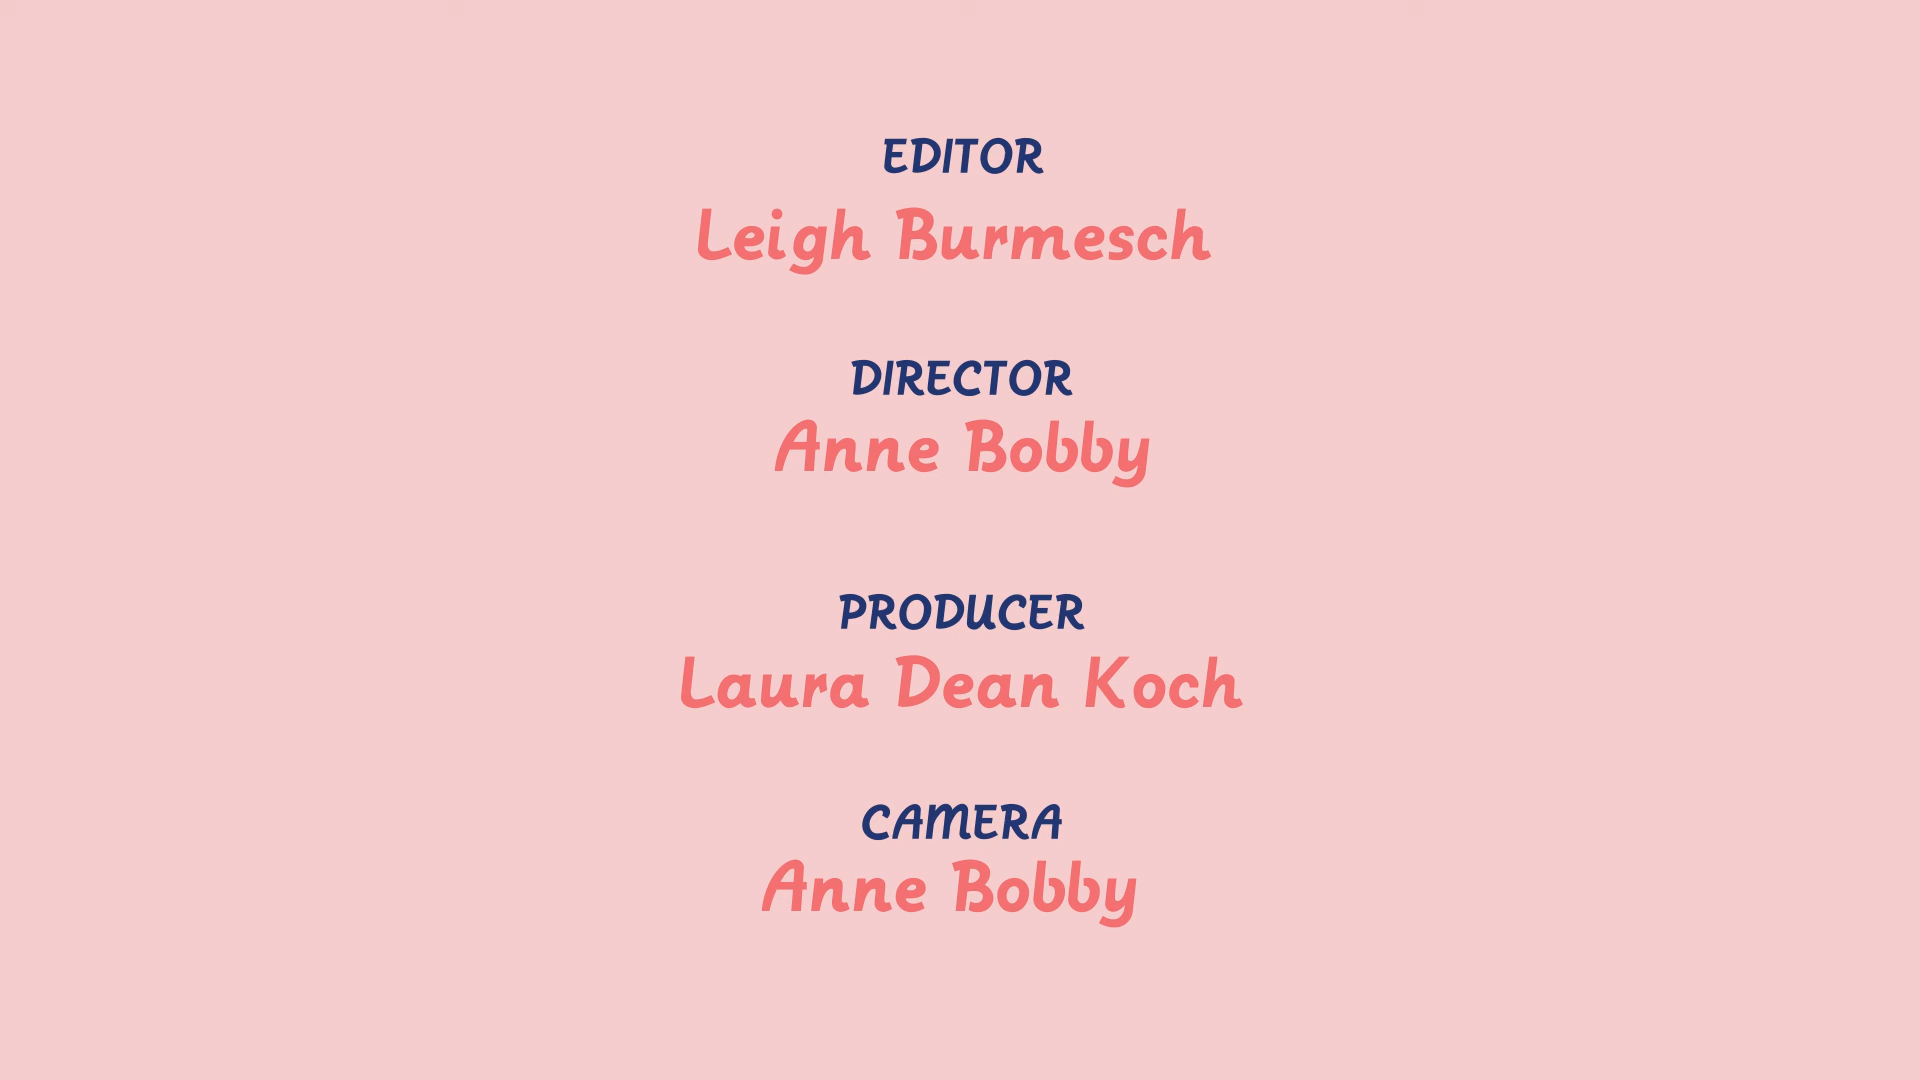 EDITOR
Leigh Burmesch
DIRECTOR
Anne Bobby
PRODUCER
Laura Dean Koch
CAMERA
Anne Bobby